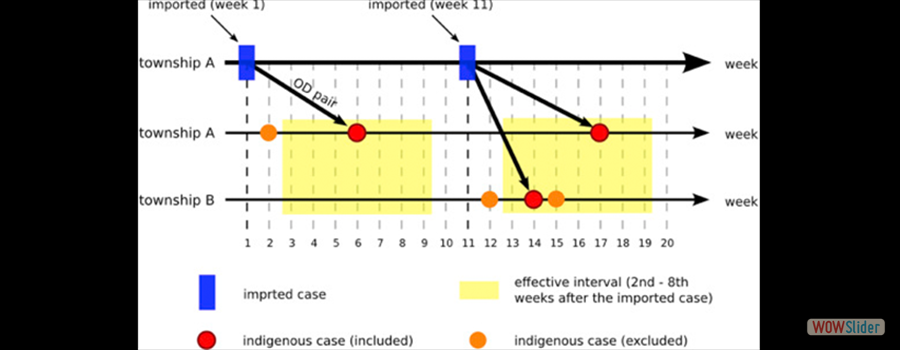 imported (week 1)
imported (week 11)
township A
week
OD pair
township A
week
township B
week
1 2 3 4 5 6 7 8 9 10 11 12 13 14 15 16 17 18 19 20
imprted case
effective interval (2nd - 8th
weeks after the imported case)
indigenous case (included)
indigenous case (excluded)
WOWSlider